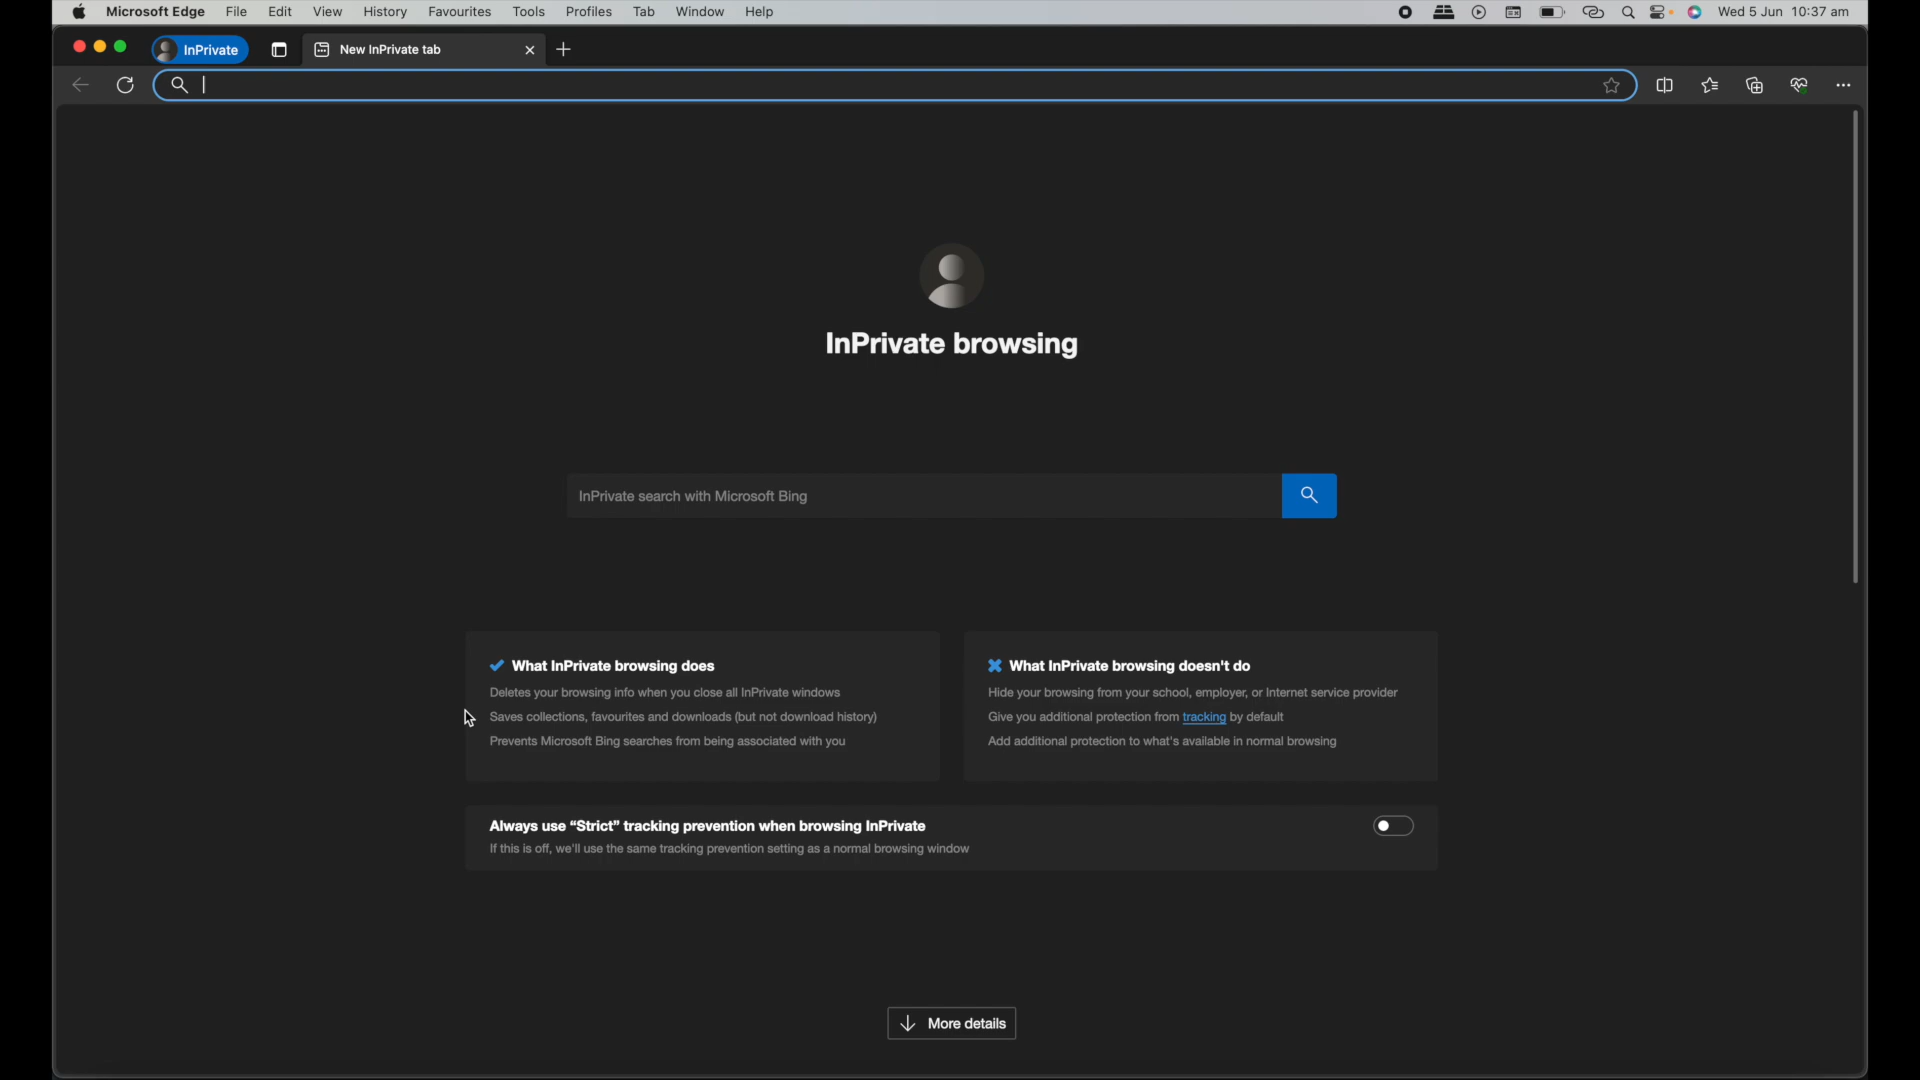 Microsoft Edge File Edit View History Favourites Tools Profiles Tab Window Help Wed 5 Jun 10:37 am
InPrivate New InPrivate tab
InPrivate browsing
InPrivate search with Microsoft Bing
What InPrivate browsing does
Deletes your browsing info when you close all InPrivate windows
Saves collections, favourites and downloads (but not download history)
Prevents Microsoft Bing searches from being associated with you
What InPrivate browsing doesn't do
Hide your browsing from your school, employer, or Internet service provider
Give you additional protection from tracking by default
Add additional protection to what's available in normal browsing
Always use “Strict” tracking prevention when browsing InPrivate
If this is off, we'll use the same tracking prevention setting as a normal browsing window
More details